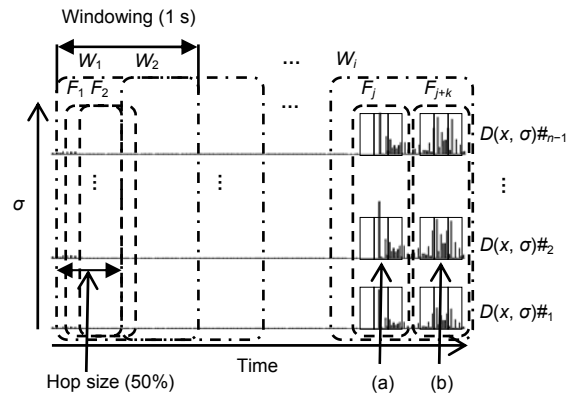 Windowing (1 s)
W1 W2 ... Wi
F1 F2 ... Fj Fj+k
D(x, σ)#n−1
... ... ...
σ
D(x, σ)#2
D(x, σ)#1
Time
Hop size (50%)
(a) (b)